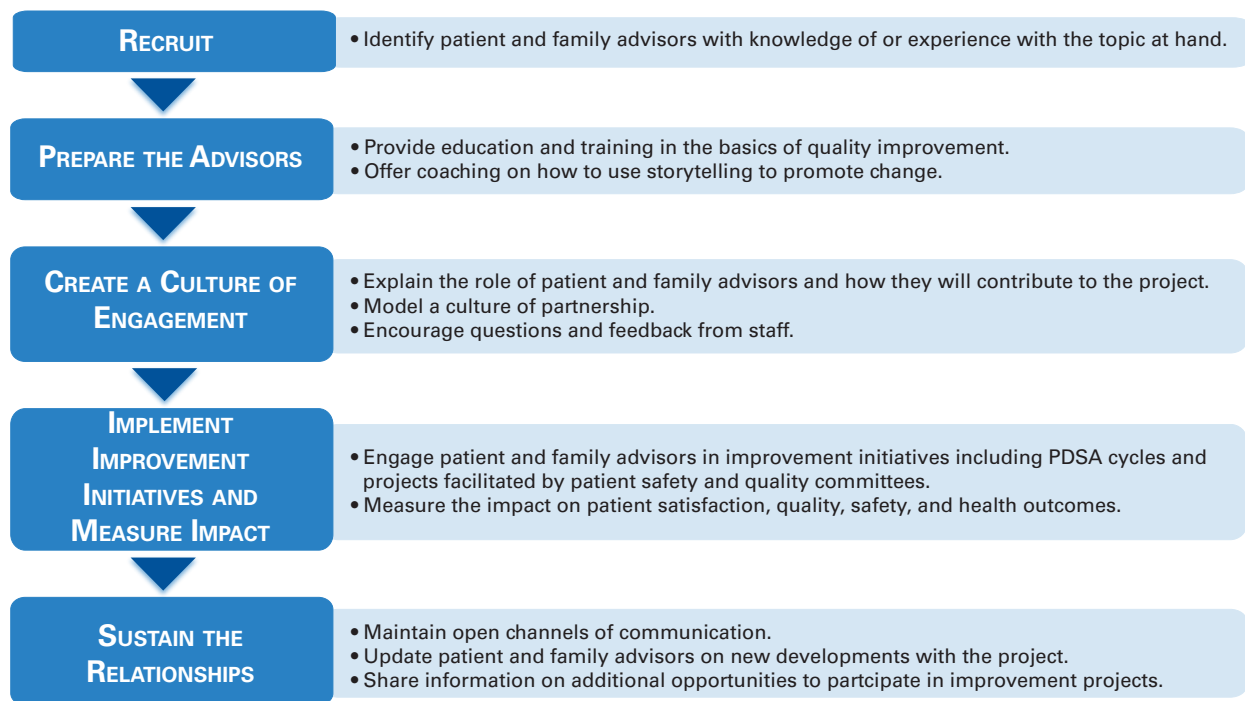 RECRUIT
• Identify patient and family advisors with knowledge of or experience with the topic at hand.
PREPARE THE ADVISORS
• Provide education and training in the basics of quality improvement.
• Offer coaching on how to use storytelling to promote change.
CREATE A CULTURE OF
ENGAGEMENT
• Explain the role of patient and family advisors and how they will contribute to the project.
• Model a culture of partnership.
• Encourage questions and feedback from staff.
IMPLEMENT
IMPROVEMENT
INITIATIVES AND
MEASURE IMPACT
• Engage patient and family advisors in improvement initiatives including PDSA cycles and
projects facilitated by patient safety and quality committees.
• Measure the impact on patient satisfaction, quality, safety, and health outcomes.
SUSTAIN THE
RELATIONSHIPS
• Maintain open channels of communication.
• Update patient and family advisors on new developments with the project.
• Share information on additional opportunities to partcipate in improvement projects.